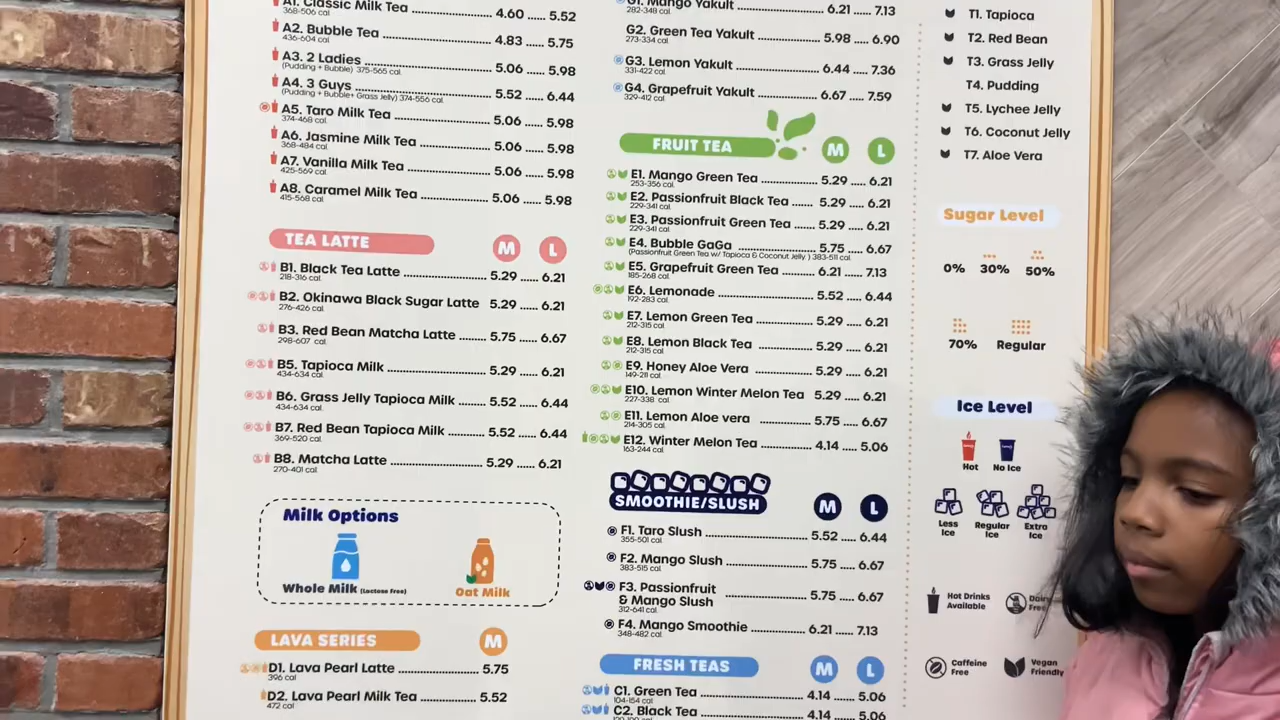 A1. Classic Milk Tea 4.60 ..... 5.52
368-506 cal.
A2. Bubble Tea 4.83 ..... 5.75
436-604 cal.
A3. 2 Ladies 5.06 ..... 5.98
(Pudding + Bubble) 375-565 cal.
A4. 3 Guys 5.52 ..... 6.44
(Pudding + Bubble+ Grass Jelly) 374-556 cal.
A5. Taro Milk Tea 5.06 ..... 5.98
374-468 cal.
A6. Jasmine Milk Tea 5.06 ..... 5.98
368-484 cal.
A7. Vanilla Milk Tea 5.06 ..... 5.98
425-569 cal.
A8. Caramel Milk Tea 5.06 ..... 5.98
415-568 cal.
TEA LATTE M L
B1. Black Tea Latte 5.29 ..... 6.21
218-316 cal.
B2. Okinawa Black Sugar Latte 5.29 ..... 6.21
276-426 cal.
B3. Red Bean Matcha Latte 5.75 ..... 6.67
298-607 cal.
B5. Tapioca Milk 5.29 ..... 6.21
434-634 cal.
B6. Grass Jelly Tapioca Milk 5.52 ..... 6.44
434-634 cal.
B7. Red Bean Tapioca Milk 5.52 ..... 6.44
369-520 cal.
B8. Matcha Latte 5.29 ..... 6.21
270-401 cal.
Milk Options
Whole Milk (Lactose Free) Oat Milk
LAVA SERIES M
D1. Lava Pearl Latte 5.75
396 cal.
D2. Lava Pearl Milk Tea 5.52
472 cal
G1. Mango Yakult 6.21 ..... 7.13
282-348 cal.
G2. Green Tea Yakult 5.98 ..... 6.90
273-334 cal.
G3. Lemon Yakult 6.44 ..... 7.36
331-422 cal.
G4. Grapefruit Yakult 6.67 ..... 7.59
329-412 cal.
FRUIT TEA M L
E1. Mango Green Tea 5.29 ..... 6.21
253-356 cal.
E2. Passionfruit Black Tea 5.29 ..... 6.21
229-341 cal.
E3. Passionfruit Green Tea 5.29 ..... 6.21
229-341 cal.
E4. Bubble GaGa 5.75 ..... 6.67
(Passionfruit Green Tea w/ Tapioca & Coconut Jelly ) 383-511 cal.
E5. Grapefruit Green Tea 6.21 ..... 7.13
185-268 cal.
E6. Lemonade 5.52 ..... 6.44
192-283 cal.
E7. Lemon Green Tea 5.29 ..... 6.21
212-315 cal.
E8. Lemon Black Tea 5.29 ..... 6.21
212-315 cal.
E9. Honey Aloe Vera 5.29 ..... 6.21
149-211 cal.
E10. Lemon Winter Melon Tea 5.29 ..... 6.21
227-338 cal.
E11. Lemon Aloe vera 5.75 ..... 6.67
214-305 cal.
E12. Winter Melon Tea 4.14 ..... 5.06
163-244 cal.
SMOOTHIE/SLUSH M L
F1. Taro Slush 5.52 ..... 6.44
355-501 cal.
F2. Mango Slush 5.75 ..... 6.67
383-515 cal.
F3. Passionfruit
& Mango Slush 5.75 ..... 6.67
312-641 cal.
F4. Mango Smoothie 6.21 ..... 7.13
348-482 cal.
FRESH TEAS M L
C1. Green Tea 4.14 ..... 5.06
104-154 cal.
C2. Black Tea 4.14 ..... 5.06
T1. Tapioca
T2. Red Bean
T3. Grass Jelly
T4. Pudding
T5. Lychee Jelly
T6. Coconut Jelly
T7. Aloe Vera
Sugar Level
0% 30% 50%
70% Regular
Ice Level
Hot No Ice
Less Ice
Regular Ice
Extra Ice
Hot Drinks Available
Free
Caffeine Free
Vegan Friendly